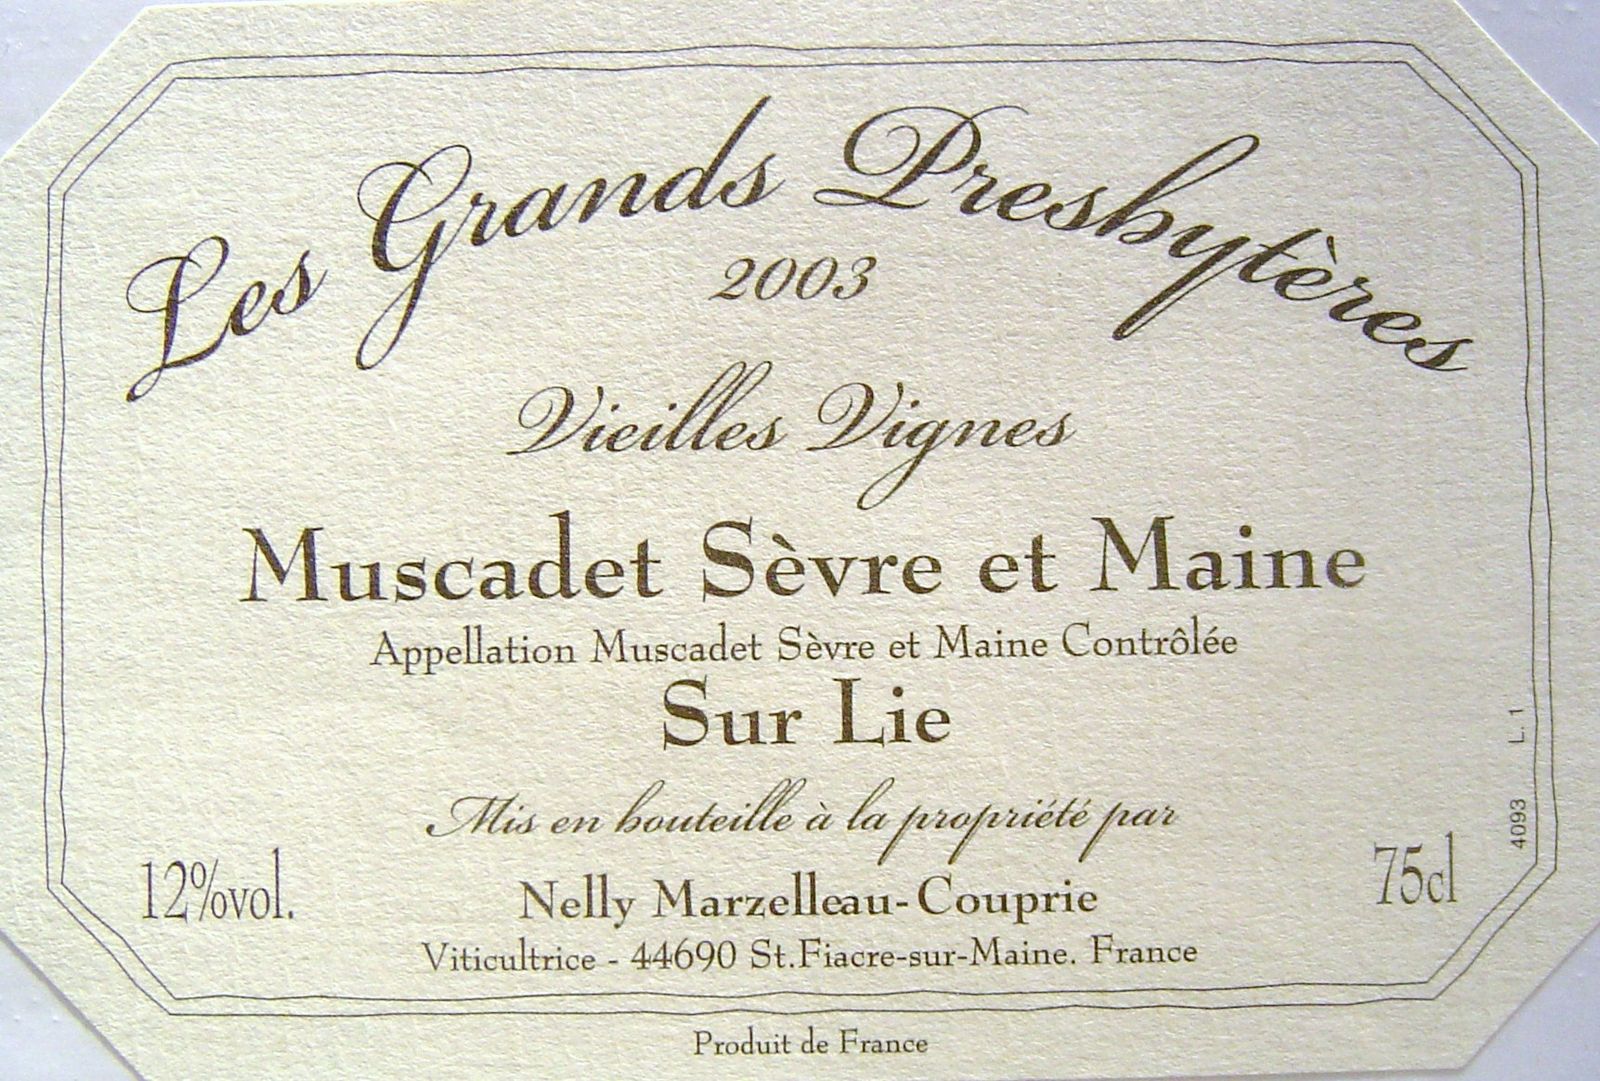 Les Grands Presbytères
2003
Vieilles Vignes
Muscadet Sèvre et Maine
Appellation Muscadet Sèvre et Maine Contrôlée
Sur Lie
Mis en bouteille à la propriété par
12%vol.
Nelly Marzelleau-Couprie
75cl
Viticultrice - 44690 St.Fiacre-sur-Maine. France
4093 L.1
Produit de France